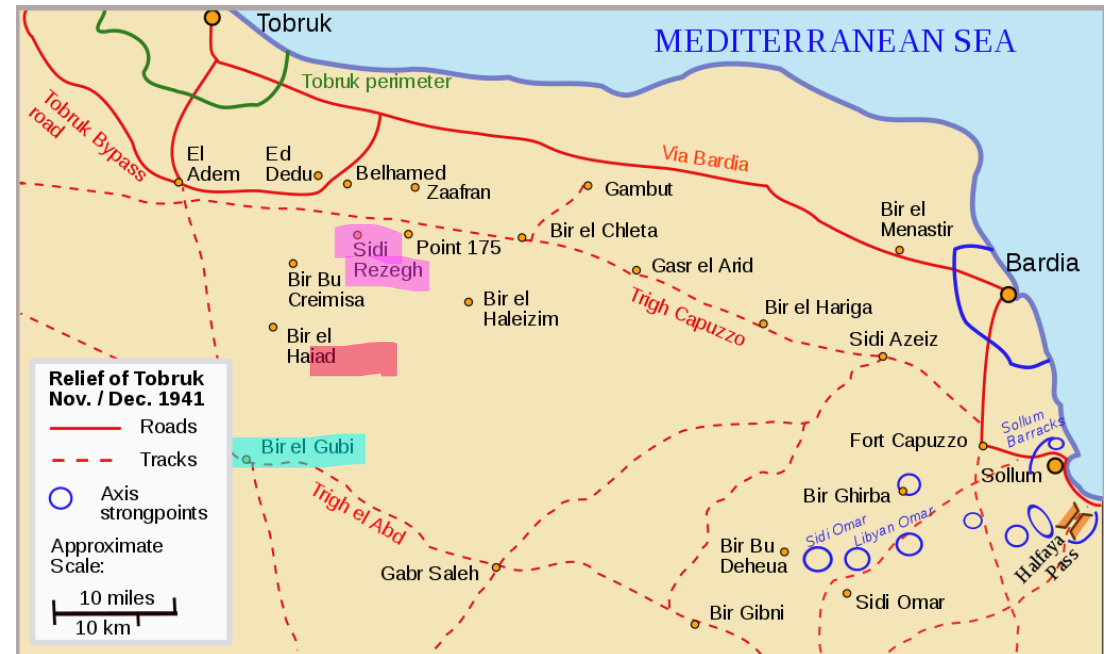 Tobruk
MEDITERRANEAN SEA
Tobruk perimeter
Tobruk Bypass
road
El
Adem
Ed
Dedu
Belhamed
Zaafran
Via Bardia
Gambut
Bir el
Menastir
Bardia
Sidi
Rezegh
Point 175
Bir el Chleta
Gasr el Arid
Bir Bu
Creimisa
Bir el
Haleizim
Trigh Capuzzo
Bir el Hariga
Sidi Azeiz
Bir el
Haiad
Relief of Tobruk
Nov. / Dec. 1941
Roads
Tracks
Axis
strongpoints
Approximate
Scale:
10 miles
10 km
Bir el Gubi
Trigh el Abd
Gabr Saleh
Fort Capuzzo
Sollum
Barracks
Sollum
Bir Ghirba
Sidi Omar
Libyan Omar
Bir Bu
Deheua
Halfaya
Pass
Sidi Omar
Bir Gibni